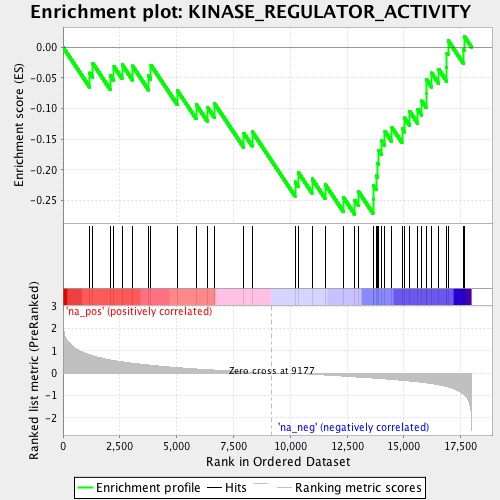 Enrichment plot: KINASE_REGULATOR_ACTIVITY
Enrichment score (ES)
0.00
-0.05
-0.10
-0.15
-0.20
-0.25
'na_pos' (positively correlated)
Ranked list metric (PreRanked)
3
2
1
0
-1
-2
Zero cross at 9177
'na_neg' (negatively correlated)
0
2,500
5,000
7,500
10,000
12,500
15,000
17,500
Rank in Ordered Dataset
Enrichment profile
Hits
Ranking metric scores